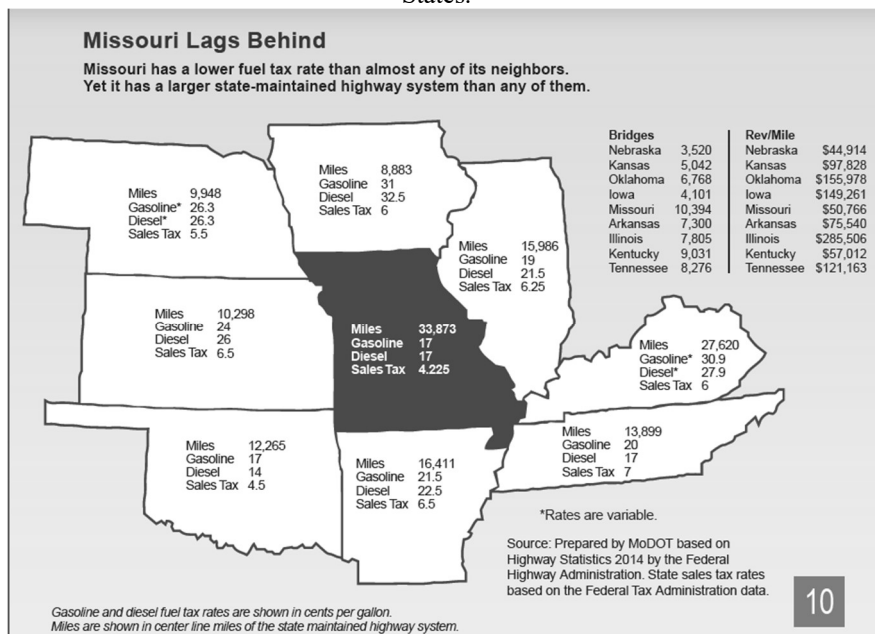 States.
Missouri Lags Behind
Missouri has a lower fuel tax rate than almost any of its neighbors.
Yet it has a larger state-maintained highway system than any of them.
Bridges
Nebraska 3,520
Kansas 5,042
Oklahoma 6,768
Iowa 4,101
Missouri 10,394
Arkansas 7,300
Illinois 7,805
Kentucky 9,031
Tennessee 8,276
Rev/Mile
Nebraska $44,914
Kansas $97,828
Oklahoma $155,978
Iowa $149,261
Missouri $50,766
Arkansas $75,540
Illinois $285,506
Kentucky $57,012
Tennessee $121,163
Miles 9,948
Gasoline* 26.3
Diesel* 26.3
Sales Tax 5.5
Miles 8,883
Gasoline 31
Diesel 32.5
Sales Tax 6
Miles 15,986
Gasoline 19
Diesel 21.5
Sales Tax 6.25
Miles 10,298
Gasoline 24
Diesel 26
Sales Tax 6.5
Miles 33,873
Gasoline 17
Diesel 17
Sales Tax 4.225
Miles 27,620
Gasoline* 30.9
Diesel* 27.9
Sales Tax 6
Miles 12,265
Gasoline 17
Diesel 14
Sales Tax 4.5
Miles 16,411
Gasoline 21.5
Diesel 22.5
Sales Tax 6.5
Miles 13,899
Gasoline 20
Diesel 17
Sales Tax 7
*Rates are variable.
Source: Prepared by MoDOT based on
Highway Statistics 2014 by the Federal
Highway Administration. State sales tax rates
based on the Federal Tax Administration data.
10
Gasoline and diesel fuel tax rates are shown in cents per gallon.
Miles are shown in center line miles of the state maintained highway system.